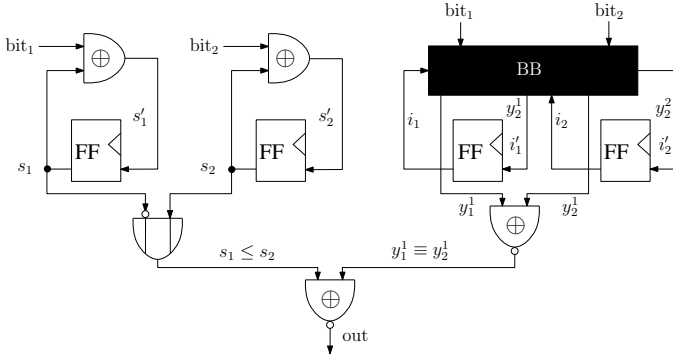 bit₁
bit₂
bit₁
bit₂
⊕
⊕
BB
s′₁
s′₂
i₁
y¹₂
i₂
y²₂
FF
FF
FF
i′₁
FF
i′₂
s₁
s₂
y¹₁
y¹₂
⊕
s₁ ≤ s₂
y¹₁ ≡ y¹₂
⊕
out